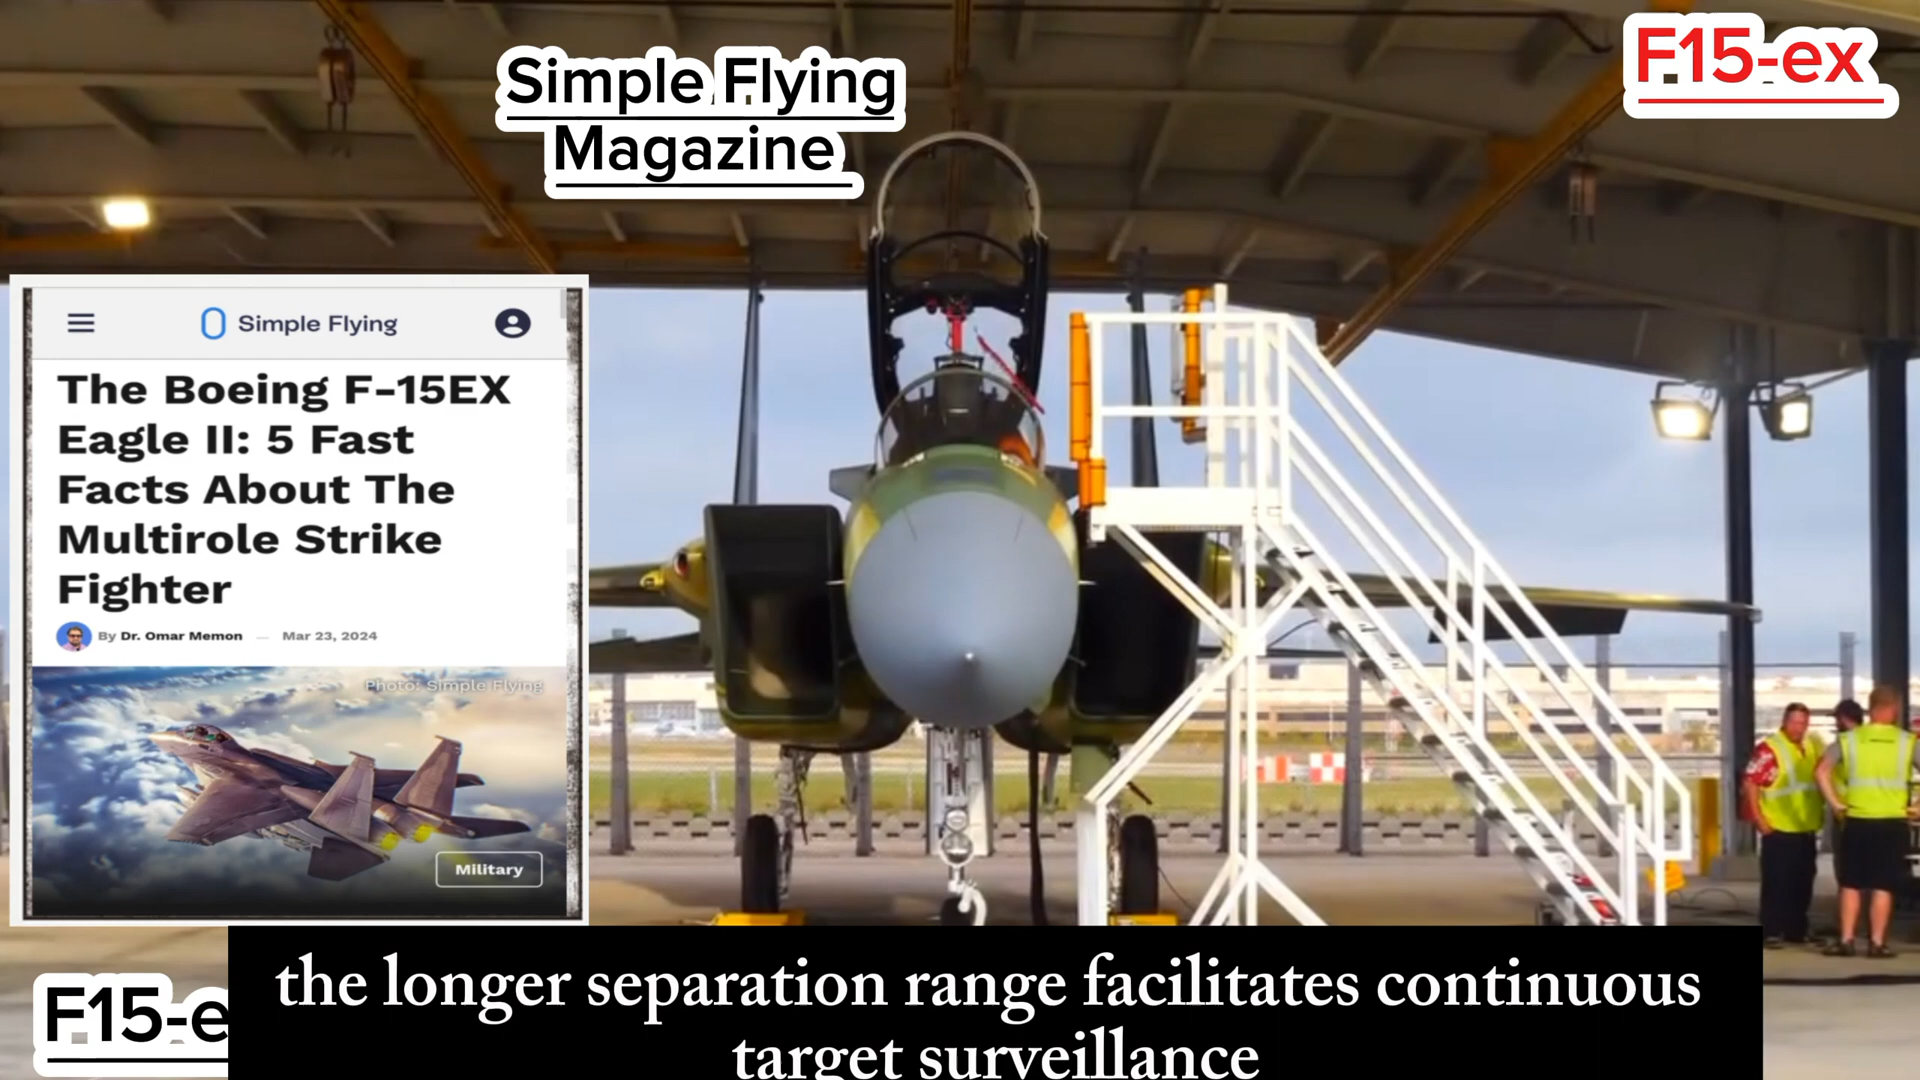 F15-ex
Simple Flying
Magazine
Simple Flying
The Boeing F-15EX
Eagle II: 5 Fast
Facts About The
Multirole Strike
Fighter
By Dr. Omar Memon — Mar 23, 2024
Photo: Simple Flying
Military
F15-e
the longer separation range facilitates continuous
target surveillance